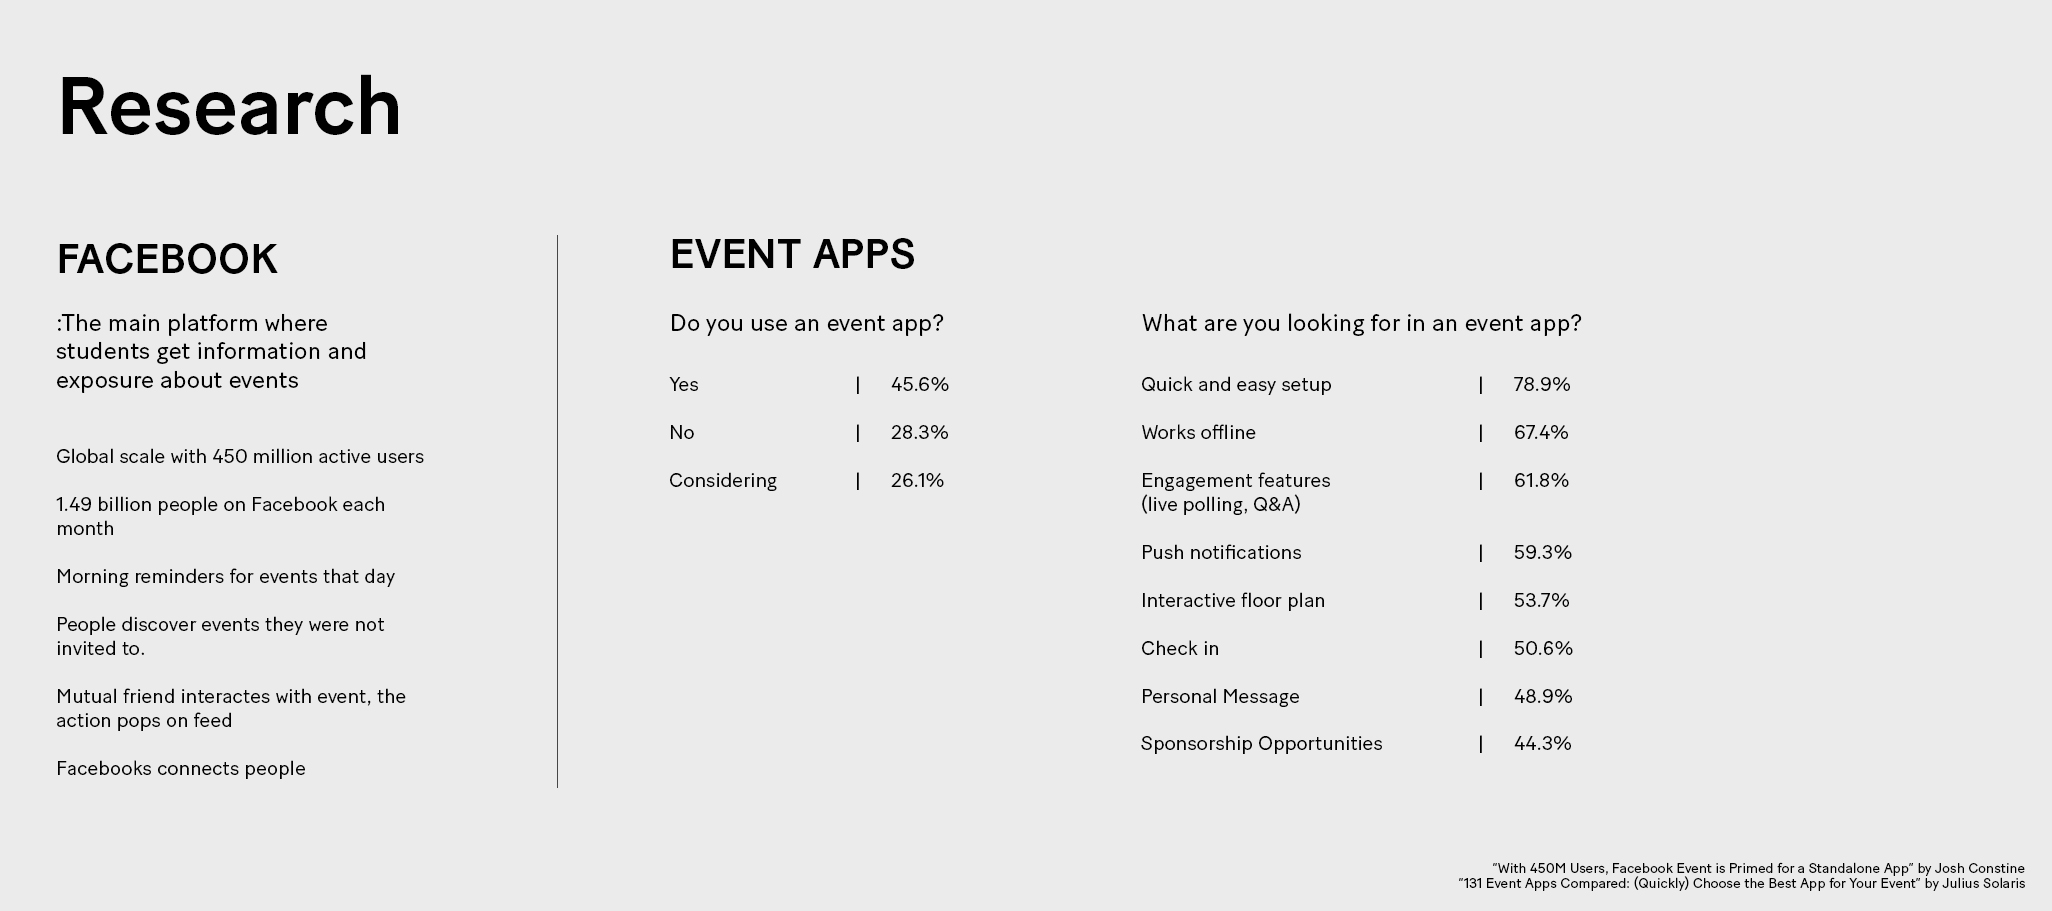 Research
FACEBOOK
:The main platform where
students get information and
exposure about events
Global scale with 450 million active users
1.49 billion people on Facebook each
month
Morning reminders for events that day
People discover events they were not
invited to.
Mutual friend interactes with event, the
action pops on feed
Facebooks connects people
EVENT APPS
Do you use an event app?
Yes | 45.6%
No | 28.3%
Considering | 26.1%
What are you looking for in an event app?
Quick and easy setup | 78.9%
Works offline | 67.4%
Engagement features | 61.8%
(live polling, Q&A)
Push notifications | 59.3%
Interactive floor plan | 53.7%
Check in | 50.6%
Personal Message | 48.9%
Sponsorship Opportunities | 44.3%
"With 450M Users, Facebook Event is Primed for a Standalone App" by Josh Constine
"131 Event Apps Compared: (Quickly) Choose the Best App for Your Event" by Julius Solaris